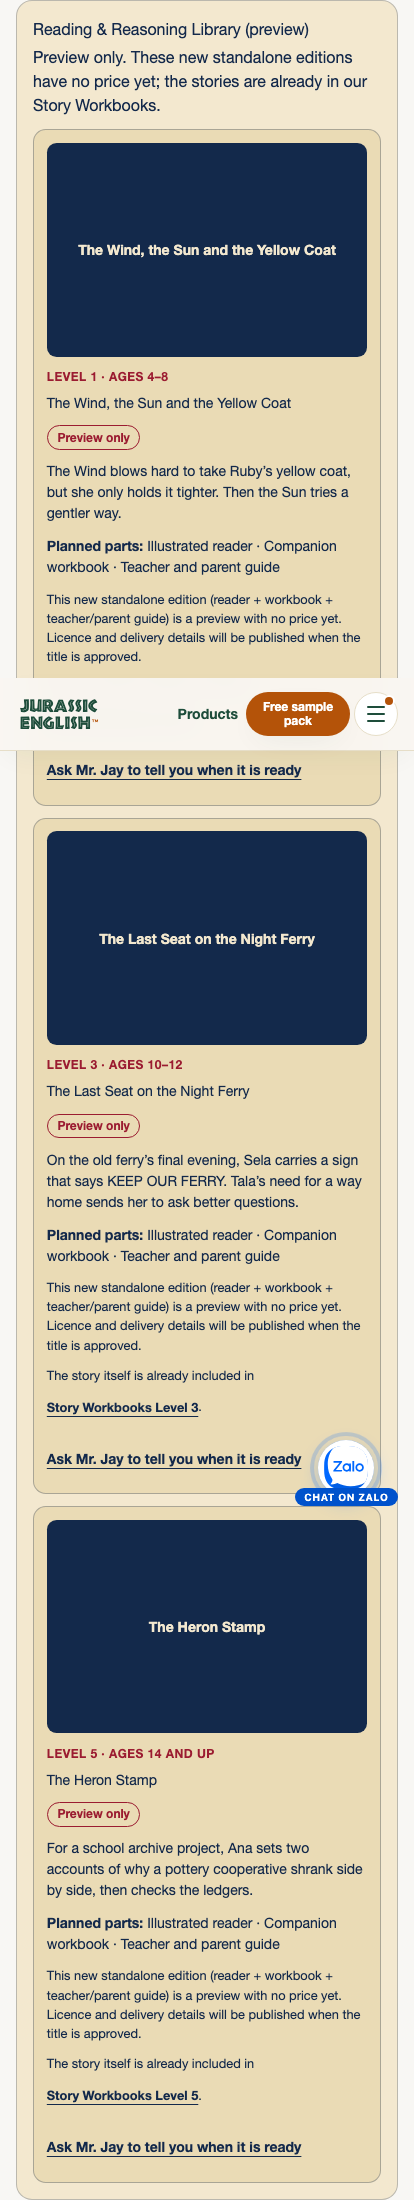 Reading & Reasoning Library (preview)
Preview only. These new standalone editions
have no price yet; the stories are already in our
Story Workbooks.
The Wind, the Sun and the Yellow Coat
LEVEL 1 · AGES 4–8
The Wind, the Sun and the Yellow Coat
Preview only
The Wind blows hard to take Ruby’s yellow coat,
but she only holds it tighter. Then the Sun tries a
gentler way.
Planned parts: Illustrated reader · Companion
workbook · Teacher and parent guide
This new standalone edition (reader + workbook +
teacher/parent guide) is a preview with no price yet.
Licence and delivery details will be published when the
title is approved.
JURASSIC
ENGLISH™
Products
Free sample
pack
Ask Mr. Jay to tell you when it is ready
The Last Seat on the Night Ferry
LEVEL 3 · AGES 10–12
The Last Seat on the Night Ferry
Preview only
On the old ferry’s final evening, Sela carries a sign
that says KEEP OUR FERRY. Tala’s need for a way
home sends her to ask better questions.
Planned parts: Illustrated reader · Companion
workbook · Teacher and parent guide
This new standalone edition (reader + workbook +
teacher/parent guide) is a preview with no price yet.
Licence and delivery details will be published when the
title is approved.
The story itself is already included in
Story Workbooks Level 3.
Ask Mr. Jay to tell you when it is ready
Zalo
CHAT ON ZALO
The Heron Stamp
LEVEL 5 · AGES 14 AND UP
The Heron Stamp
Preview only
For a school archive project, Ana sets two
accounts of why a pottery cooperative shrank side
by side, then checks the ledgers.
Planned parts: Illustrated reader · Companion
workbook · Teacher and parent guide
This new standalone edition (reader + workbook +
teacher/parent guide) is a preview with no price yet.
Licence and delivery details will be published when the
title is approved.
The story itself is already included in
Story Workbooks Level 5.
Ask Mr. Jay to tell you when it is ready